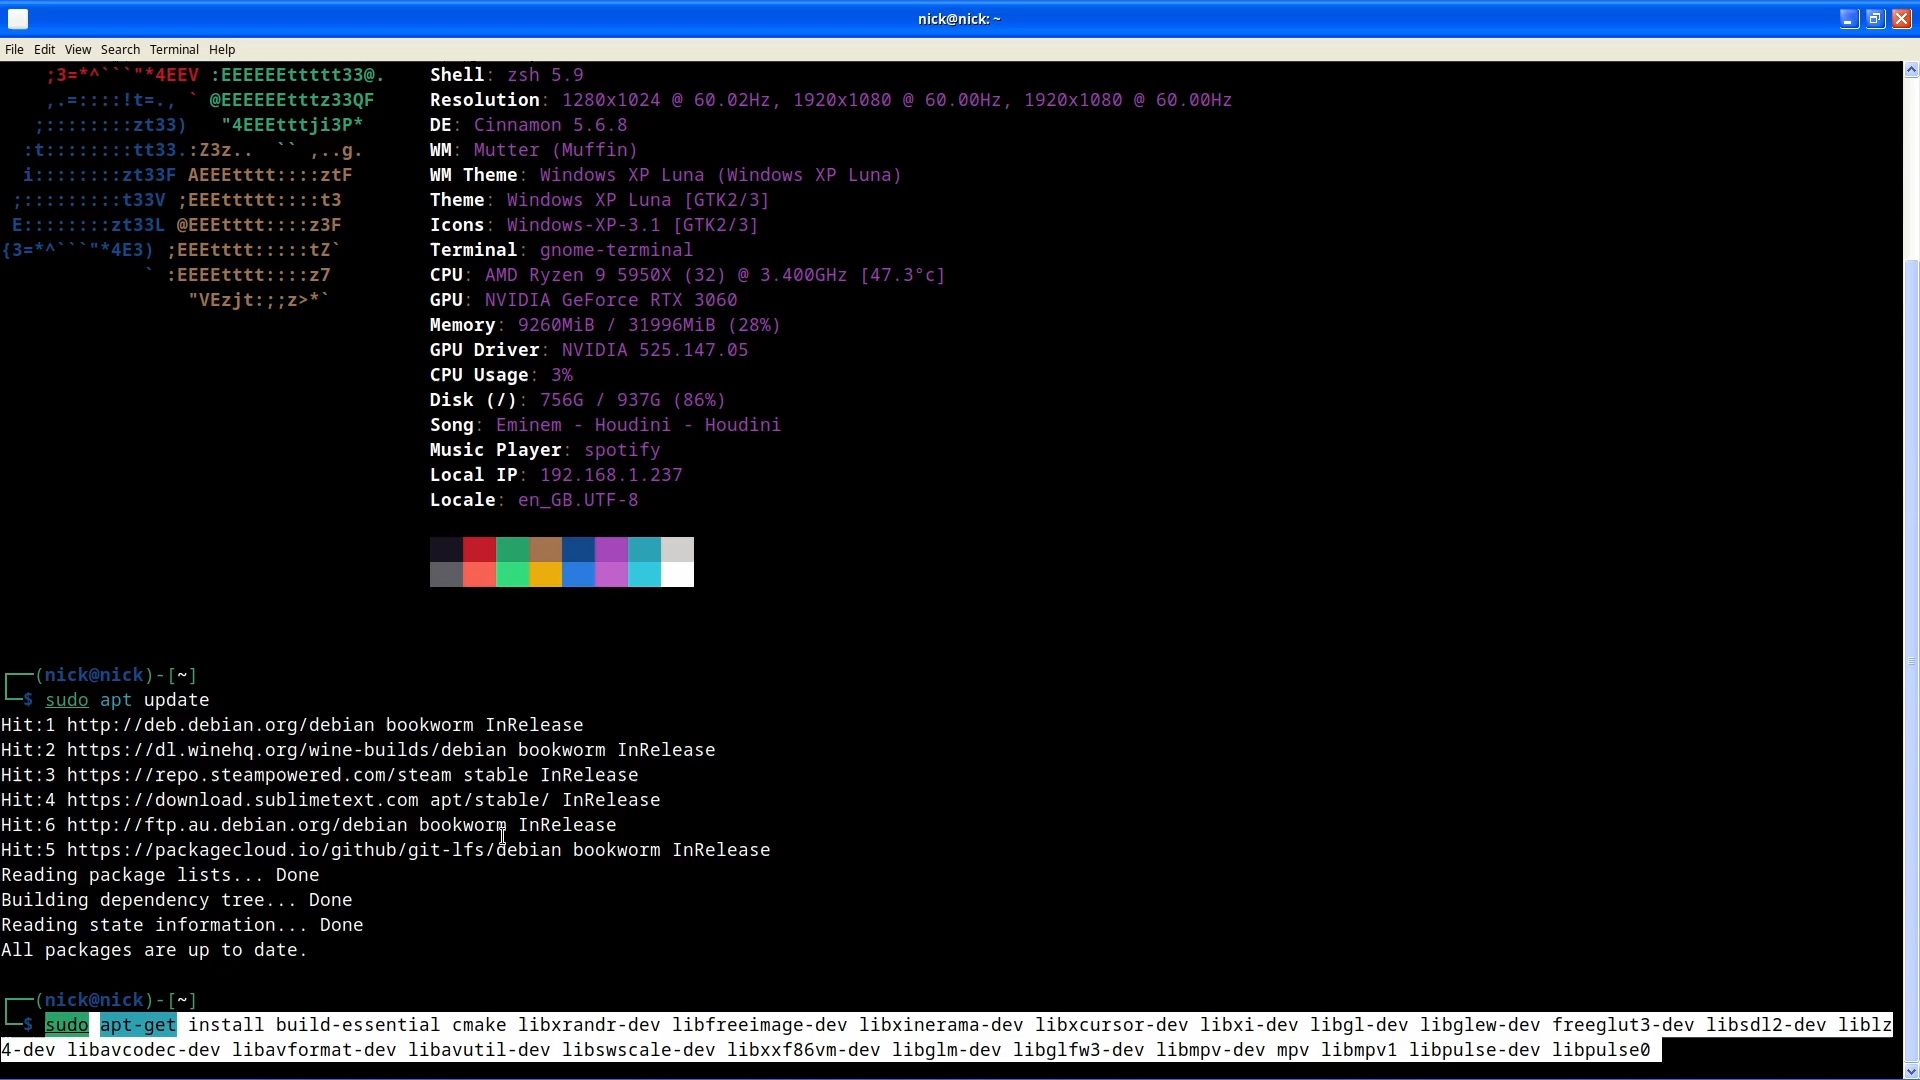 nick@nick: ~
File Edit View Search Terminal Help
;3=*^```"*4EEV :EEEEEEttttt33@. Shell: zsh 5.9
,.=::::!t=., ` @EEEEEEtttz33QF Resolution: 1280x1024 @ 60.02Hz, 1920x1080 @ 60.00Hz, 1920x1080 @ 60.00Hz
;::::::::zt33) "4EEEtttji3P* DE: Cinnamon 5.6.8
:t::::::::tt33.:Z3z.. `` ,..g. WM: Mutter (Muffin)
i::::::::zt33F AEEEtttt::::ztF WM Theme: Windows XP Luna (Windows XP Luna)
;:::::::::t33V ;EEEttttt::::t3 Theme: Windows XP Luna [GTK2/3]
E::::::::zt33L @EEEtttt::::z3F Icons: Windows-XP-3.1 [GTK2/3]
{3=*^```"*4E3) ;EEEtttt:::::tZ` Terminal: gnome-terminal
` :EEEEtttt::::z7 CPU: AMD Ryzen 9 5950X (32) @ 3.400GHz [47.3°c]
"VEzjt:;;z>*` GPU: NVIDIA GeForce RTX 3060
Memory: 9260MiB / 31996MiB (28%)
GPU Driver: NVIDIA 525.147.05
CPU Usage: 3%
Disk (/): 756G / 937G (86%)
Song: Eminem - Houdini - Houdini
Music Player: spotify
Local IP: 192.168.1.237
Locale: en_GB.UTF-8
┌──(nick@nick)-[~]
└─$ sudo apt update
Hit:1 http://deb.debian.org/debian bookworm InRelease
Hit:2 https://dl.winehq.org/wine-builds/debian bookworm InRelease
Hit:3 https://repo.steampowered.com/steam stable InRelease
Hit:4 https://download.sublimetext.com apt/stable/ InRelease
Hit:6 http://ftp.au.debian.org/debian bookworm InRelease
Hit:5 https://packagecloud.io/github/git-lfs/debian bookworm InRelease
Reading package lists... Done
Building dependency tree... Done
Reading state information... Done
All packages are up to date.
┌──(nick@nick)-[~]
└─$ sudo apt-get install build-essential cmake libxrandr-dev libfreeimage-dev libxinerama-dev libxcursor-dev libxi-dev libgl-dev libglew-dev freeglut3-dev libsdl2-dev liblz
4-dev libavcodec-dev libavformat-dev libavutil-dev libswscale-dev libxxf86vm-dev libglm-dev libglfw3-dev libmpv-dev mpv libmpv1 libpulse-dev libpulse0